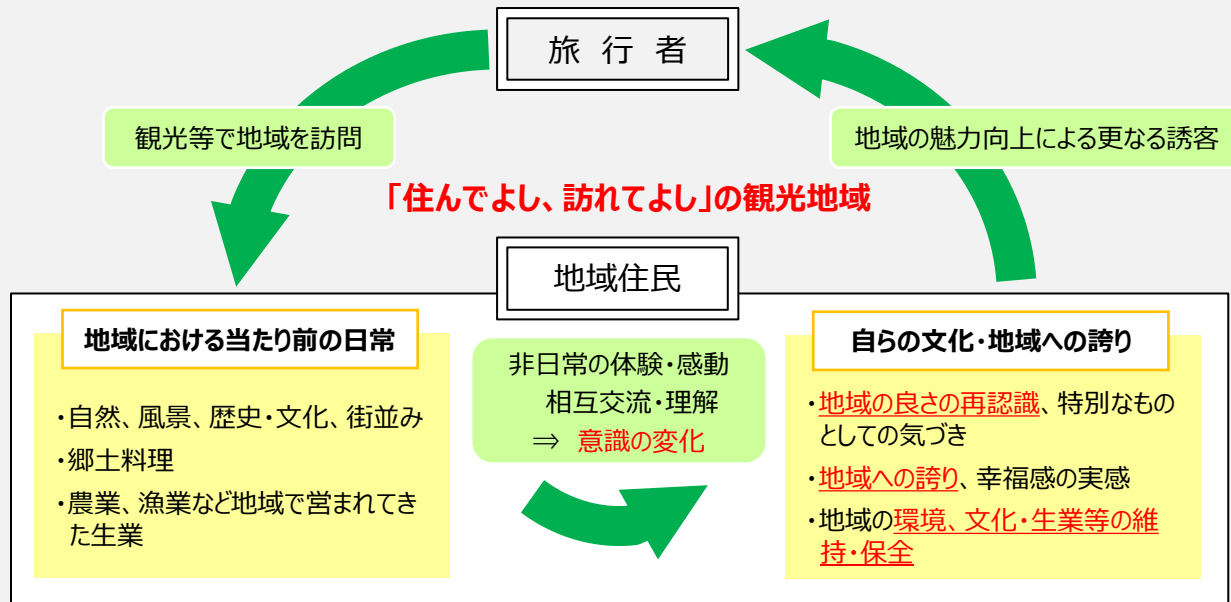 旅 行 者
観光等で地域を訪問
地域の魅力向上による更なる誘客
「住んでよし、訪れてよし」の観光地域
地域住民
地域における当たり前の日常
・自然、風景、歴史・文化、街並み
・郷土料理
・農業、漁業など地域で営まれてき
た生業
非日常の体験・感動
相互交流・理解
⇒ 意識の変化
自らの文化・地域への誇り
・地域の良さの再認識、特別なもの
としての気づき
・地域への誇り、幸福感の実感
・地域の環境、文化・生業等の維
持・保全